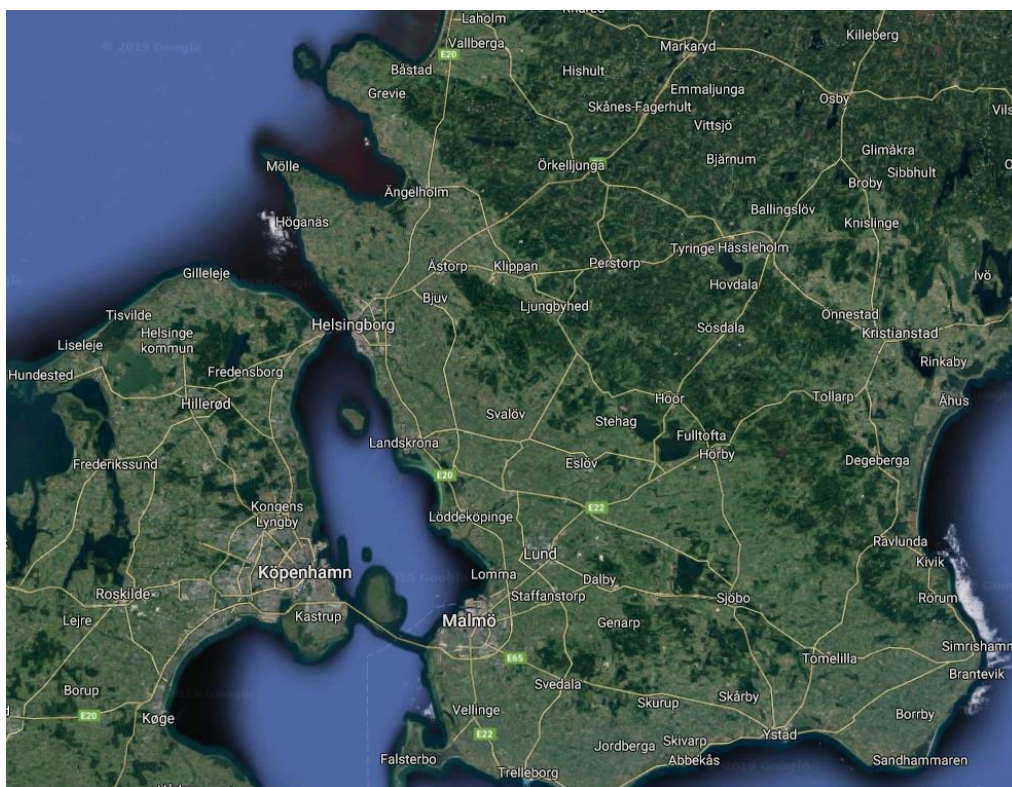 Knäred
Laholm
© 2019 Google
Vallberga
Markaryd
Killeberg
E20
Båstad
Hishult
Grevie
Emmaljunga
Osby
Skånes-Fagerhult
Vittsjö
Glimåkra
Mölle
Örkelljunga
Bjärnum
Sibbhult
Ängelholm
Broby
Höganäs
Ballingslöv
Knislinge
Gilleleje
Tyringe
Hässleholm
Åstorp
Klippan
Perstorp
Ivö
Bjuv
Ljungbyhed
Hovdala
Tisvilde
Helsingborg
Sösdala
Önnestad
Liseleje
Helsinge
kommun
Kristianstad
Hundested
Fredensborg
Rinkaby
Hillerød
Höör
Tollarp
Åhus
Svalöv
Stehag
Landskrona
Fulltofta
Hörby
Frederikssund
E20
Eslöv
Degeberga
Kongens
Lyngby
Löddeköpinge
E22
Köpenhamn
Lund
Ravlunda
Kivik
Lomma
Dalby
Roskilde
Staffanstorp
Sjöbo
Rörum
Lejre
Kastrup
Malmö
Genarp
E65
Tomelilla
Simrishamn
Brantevik
Borup
Svedala
Skurup
Skårby
E20
Køge
Vellinge
Borrby
E22
Jordberga
Skivarp
Ystad
Falsterbo
Abbekås
Sandhammaren
Trelleborg